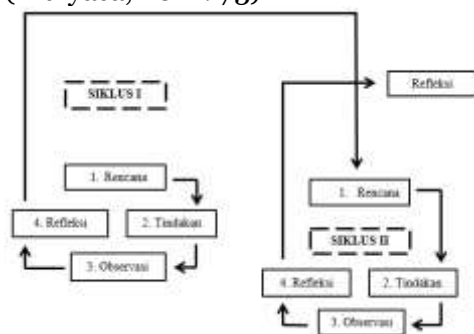 SIKLUS I
1. Rencana
4. Refleksi
2. Tindakan
3. Observasi
Refleksi
1. Rencana
SIKLUS II
4. Refleksi
2. Tindakan
3. Observasi